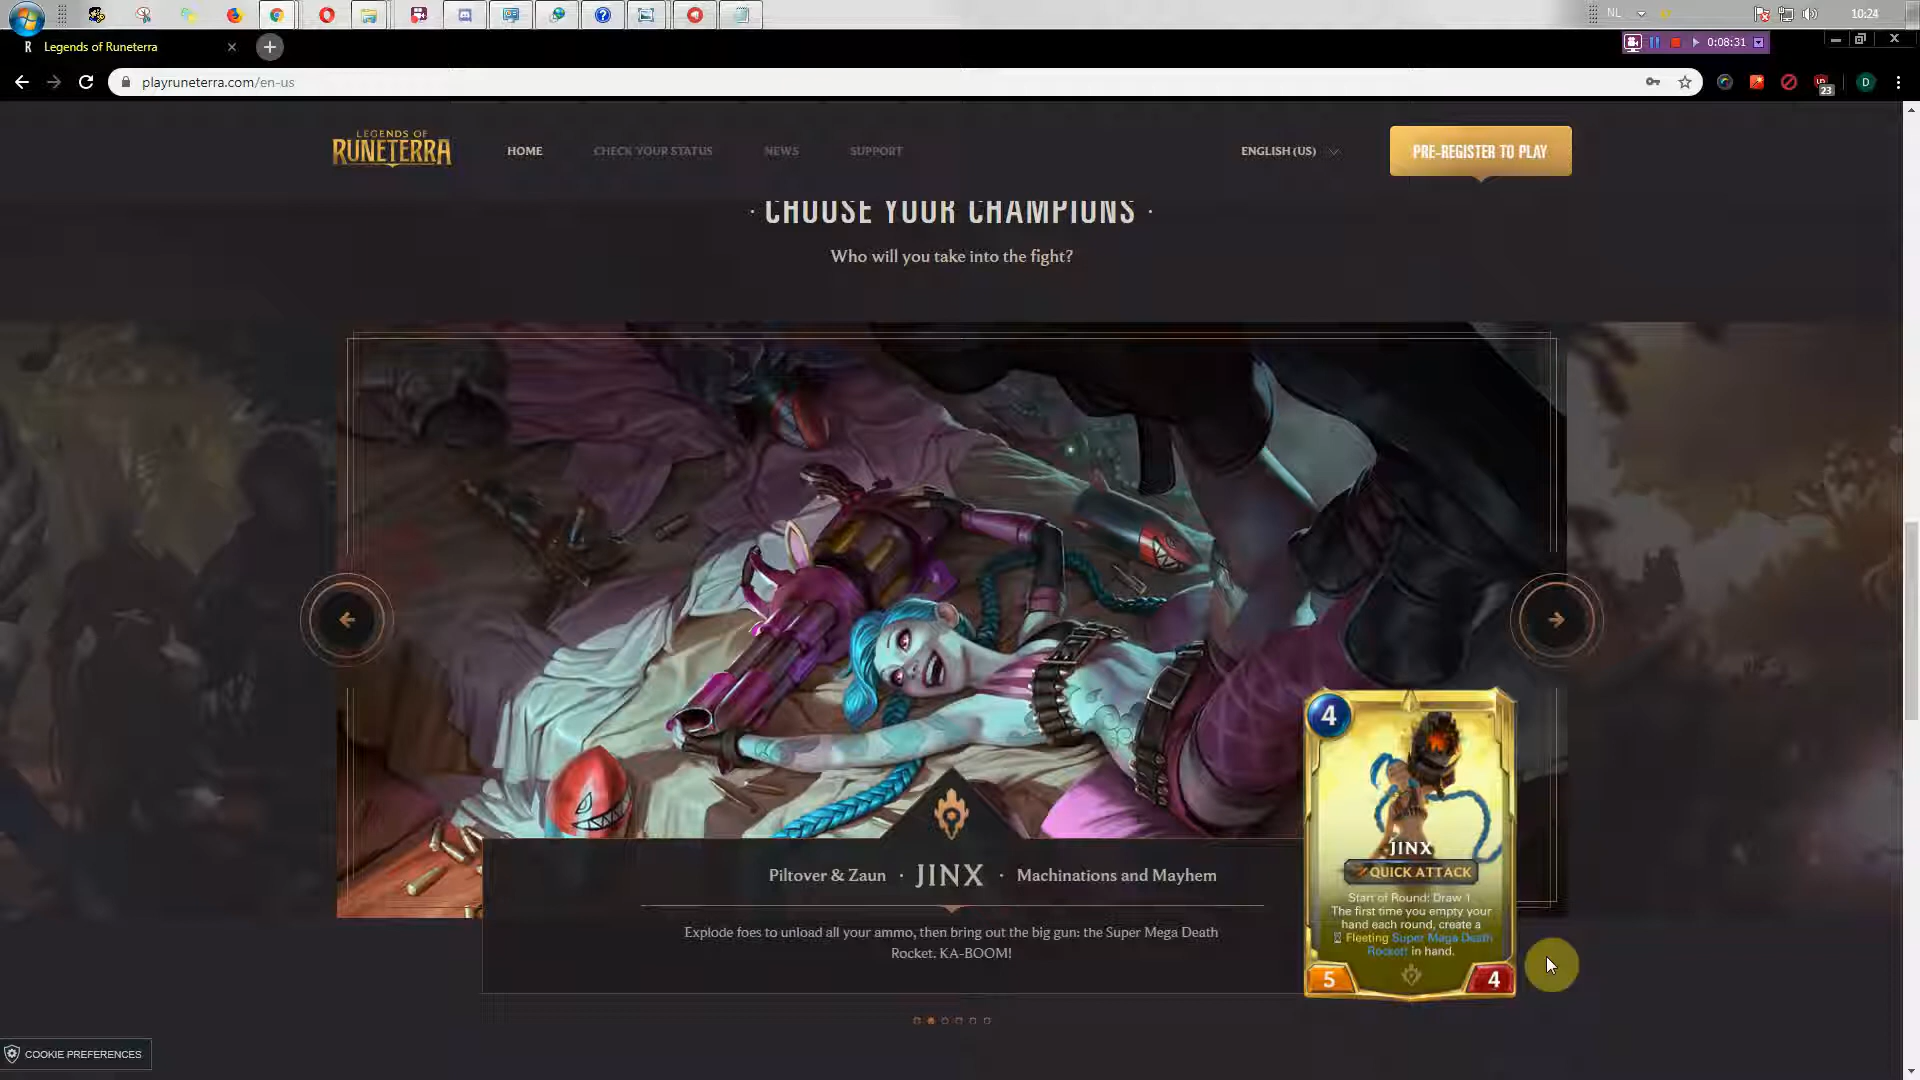 NL
10:24
R Legends of Runeterra
0:08:31
playruneterra.com/en-us
D
23
LEGENDS OF
RUNETERRA
HOME
CHECK YOUR STATUS
NEWS
SUPPORT
ENGLISH (US)
PRE-REGISTER TO PLAY
· CHOOSE YOUR CHAMPIONS ·
Who will you take into the fight?
4
JINX
QUICK ATTACK
Start of Round: Draw 1
The first time you empty your
hand each round, create a
Fleeting Super Mega Death
Rocket! in hand.
5
4
Piltover & Zaun · JINX · Machinations and Mayhem
Explode foes to unload all your ammo, then bring out the big gun: the Super Mega Death
Rocket. KA-BOOM!
COOKIE PREFERENCES